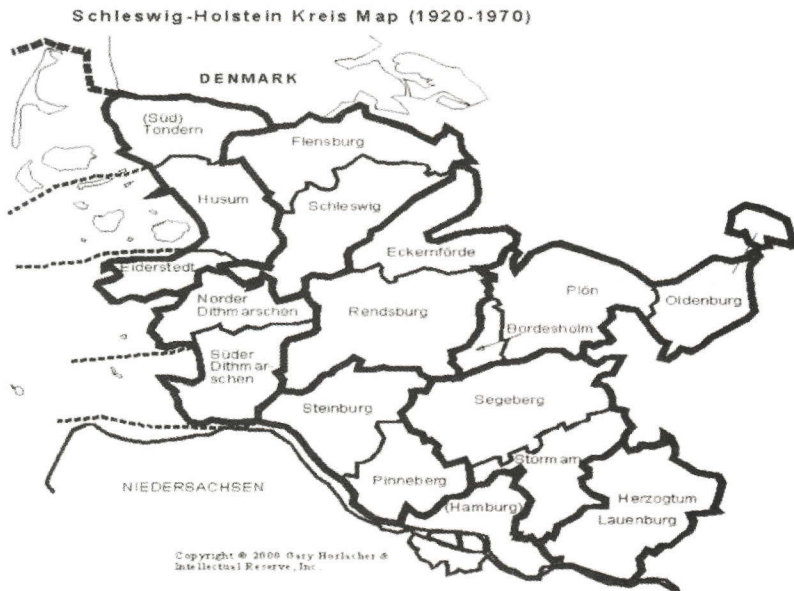 Schleswig-Holstein Kreis Map (1920-1970)
DENMARK
(Süd)
Tondern
Flensburg
Husum
Schleswig
Eckernförde
Eiderstedt
Plön
Oldenburg
Norder
Dithmarschen
Rendsburg
Bordesholm
Süder
Dithmar
schen
Steinburg
Segeberg
Stormarn
Pinneberg
NIEDERSACHSEN
(Hamburg)
Herzogtum
Lauenburg
Copyright © 2000 Gary Horlacher &
Intellectual Reserve, Inc.